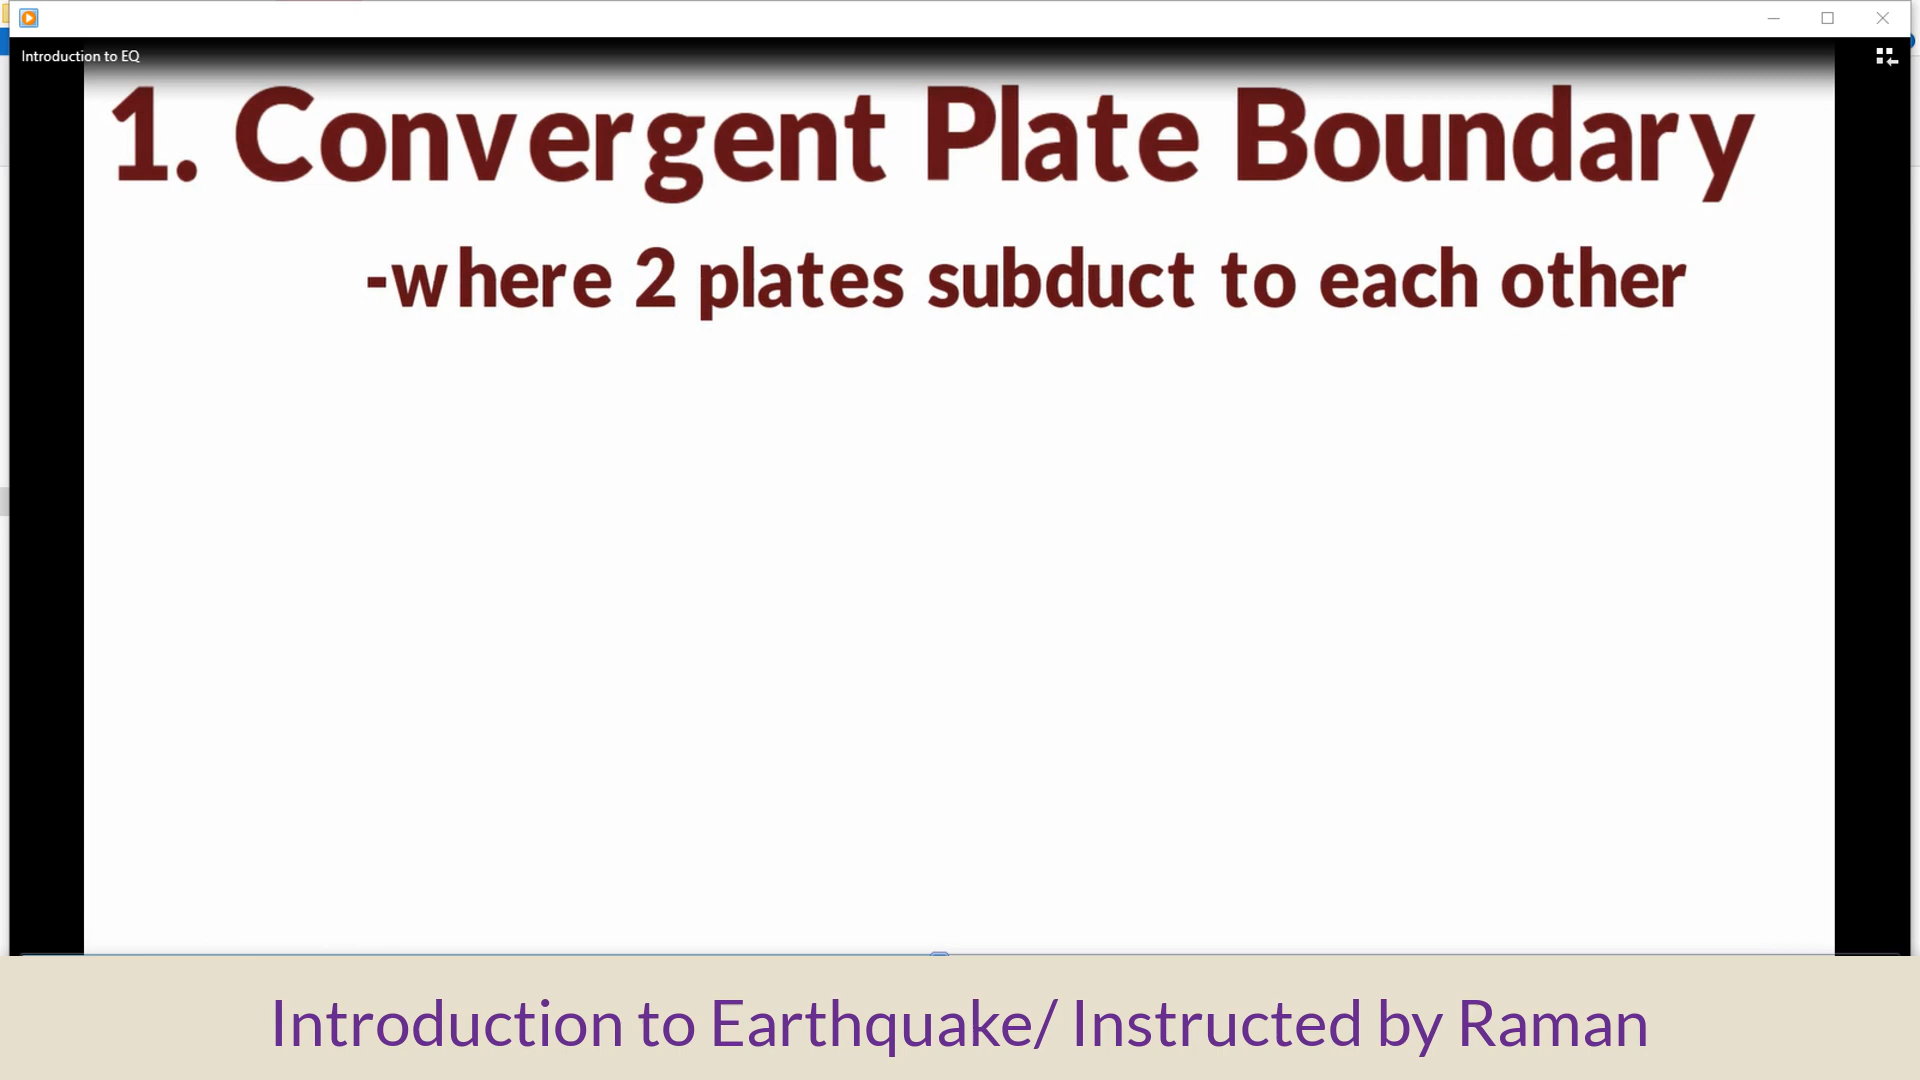 Introduction to EQ
1. Convergent Plate Boundary
-where 2 plates subduct to each other
Introduction to Earthquake/ Instructed by Raman